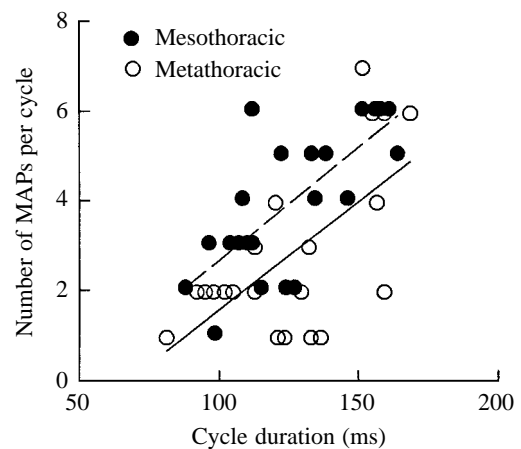 8
Mesothoracic
Metathoracic
6
4
2
0
Number of MAPs per cycle
50
100
150
200
Cycle duration (ms)